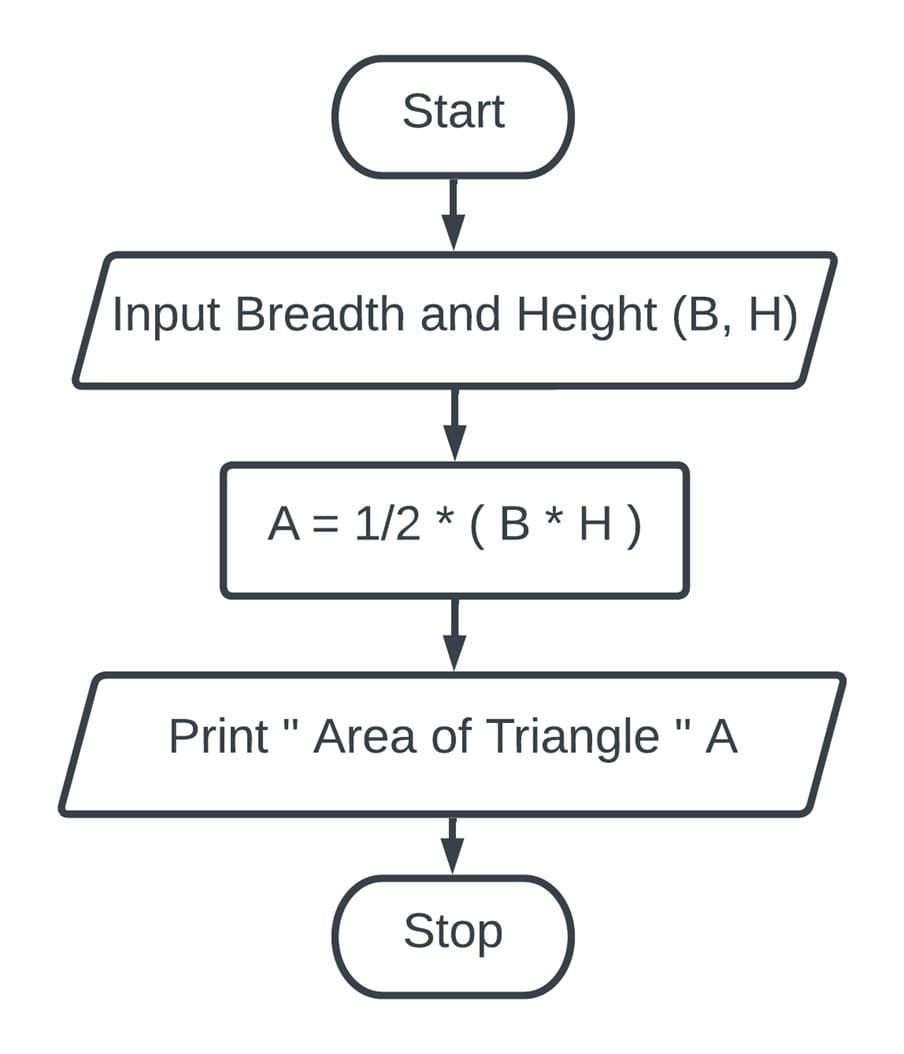 Start
Input Breadth and Height (B, H)
A = 1/2 * ( B * H )
Print " Area of Triangle " A
Stop